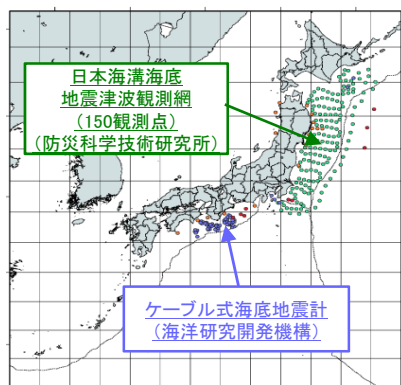 日本海溝海底
地震津波観測網
（150観測点）
（防災科学技術研究所）
ケーブル式海底地震計
（海洋研究開発機構）